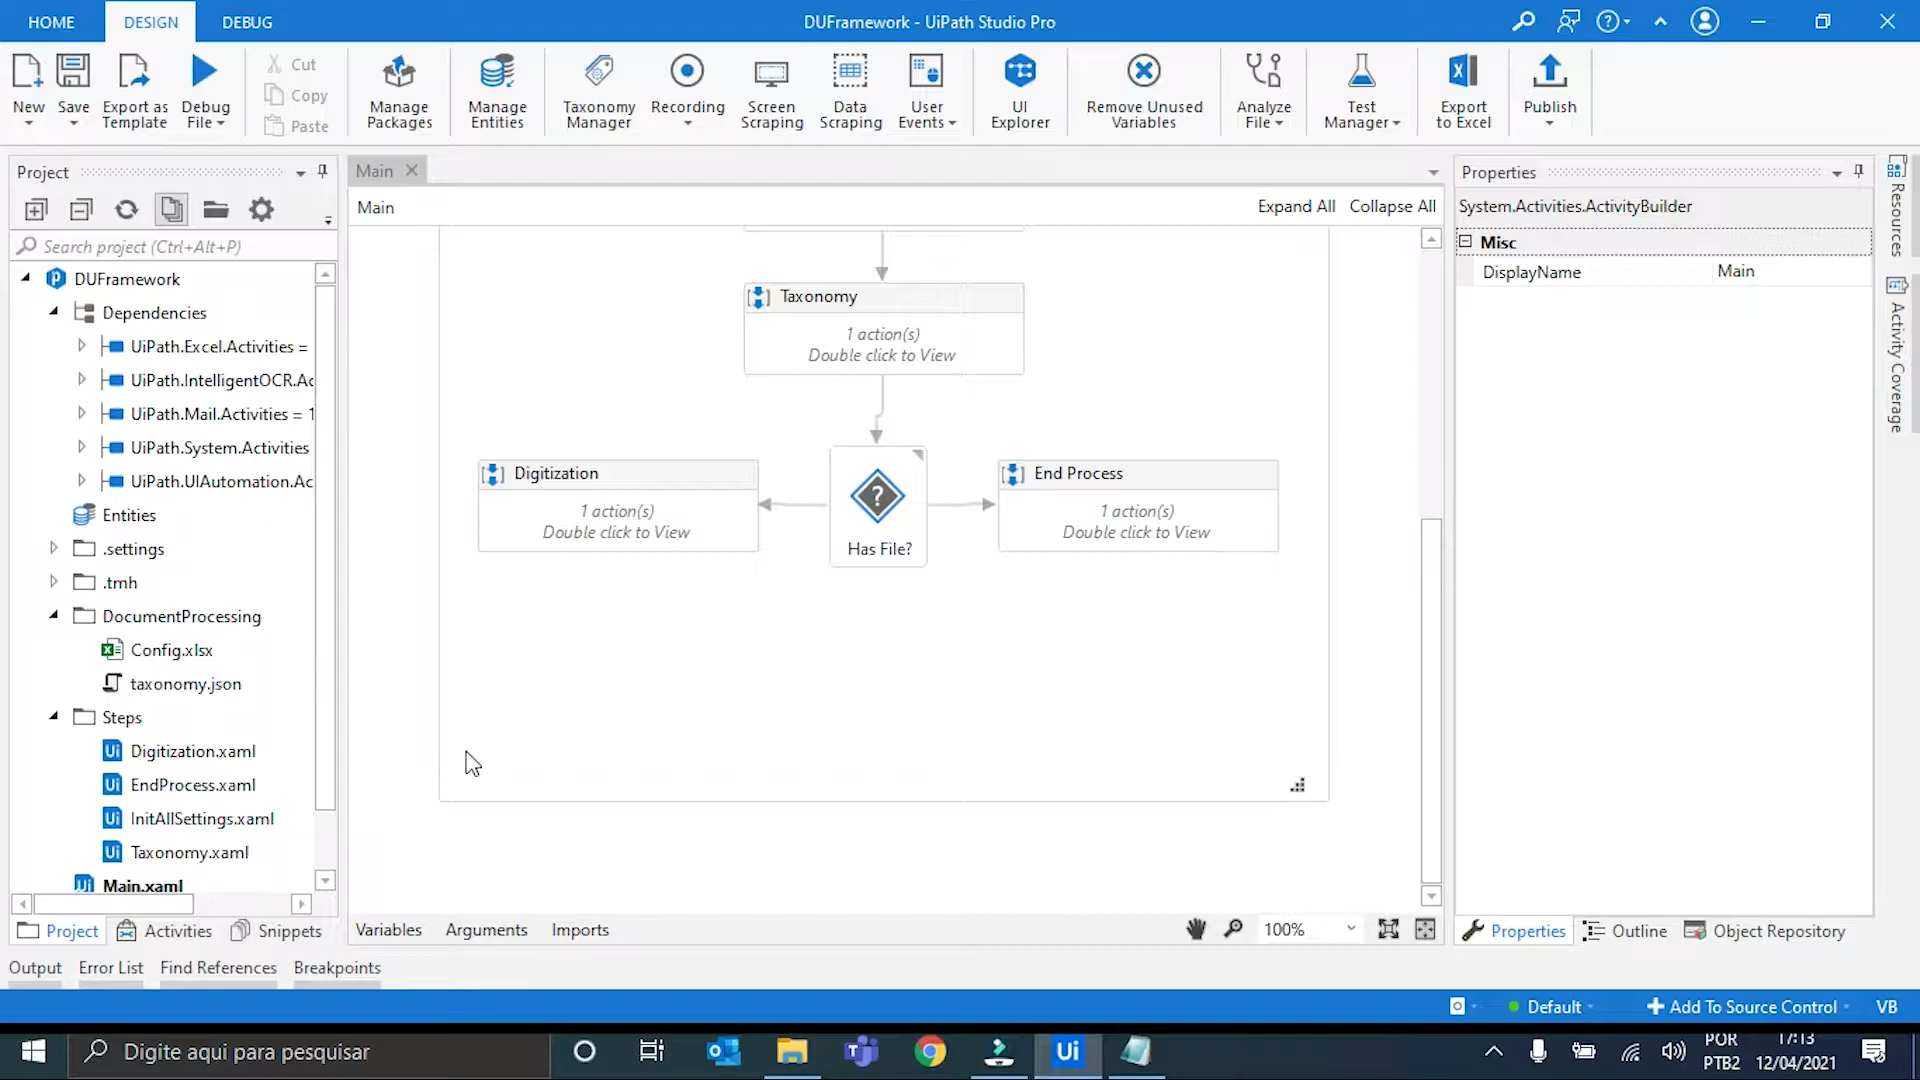 HOME
DESIGN
DEBUG
DUFramework - UiPath Studio Pro
New
Save
Export as
Template
Debug
File
Cut
Copy
Paste
Manage
Packages
Manage
Entities
Taxonomy
Manager
Recording
Screen
Scraping
Data
Scraping
User
Events
UI
Explorer
Remove Unused
Variables
Analyze
File
Test
Manager
Export
to Excel
Publish
Project
Search project (Ctrl+Alt+P)
DUFramework
Dependencies
UiPath.Excel.Activities =
UiPath.IntelligentOCR.Ac
UiPath.Mail.Activities = 1
UiPath.System.Activities
UiPath.UIAutomation.Ac
Entities
.settings
.tmh
DocumentProcessing
Config.xlsx
taxonomy.json
Steps
Digitization.xaml
EndProcess.xaml
InitAllSettings.xaml
Taxonomy.xaml
Main.xaml
Project
Activities
Snippets
Main
Main
Expand All
Collapse All
Taxonomy
1 action(s)
Double click to View
Digitization
1 action(s)
Double click to View
?
Has File?
End Process
1 action(s)
Double click to View
Variables
Arguments
Imports
100%
Properties
System.Activities.ActivityBuilder
Misc
DisplayName Main
Properties
Outline
Object Repository
Resources
Activity Coverage
Output
Error List
Find References
Breakpoints
Default
Add To Source Control
VB
Digite aqui para pesquisar
Ui
POR
PTB2
17:13
12/04/2021